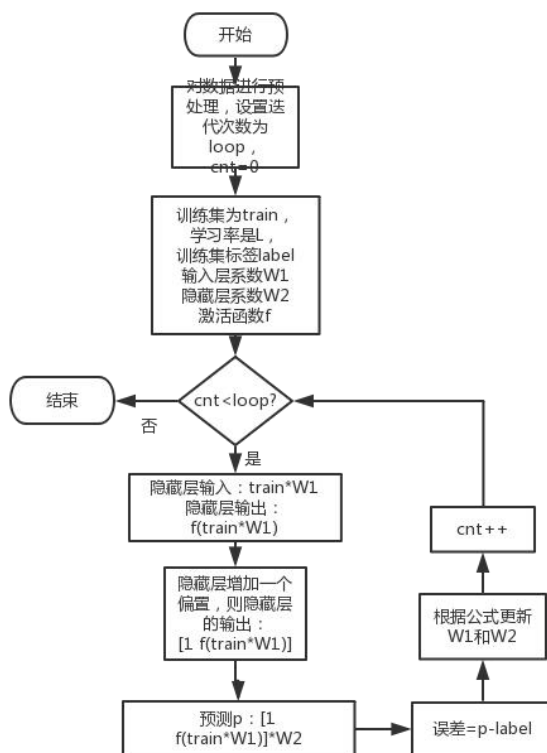 开始
对数据进行预
处理，设置迭
代次数为
loop，
cnt=0
训练集为train，
学习率是L，
训练集标签label
输入层系数W1
隐藏层系数W2
激活函数f
cnt<loop?
结束
否
是
隐藏层输入：train*W1
隐藏层输出：
f(train*W1)
隐藏层增加一个
偏置，则隐藏层
的输出：
[1 f(train*W1)]
预测p：[1
f(train*W1)]*W2
误差=p-label
根据公式更新
W1和W2
cnt++